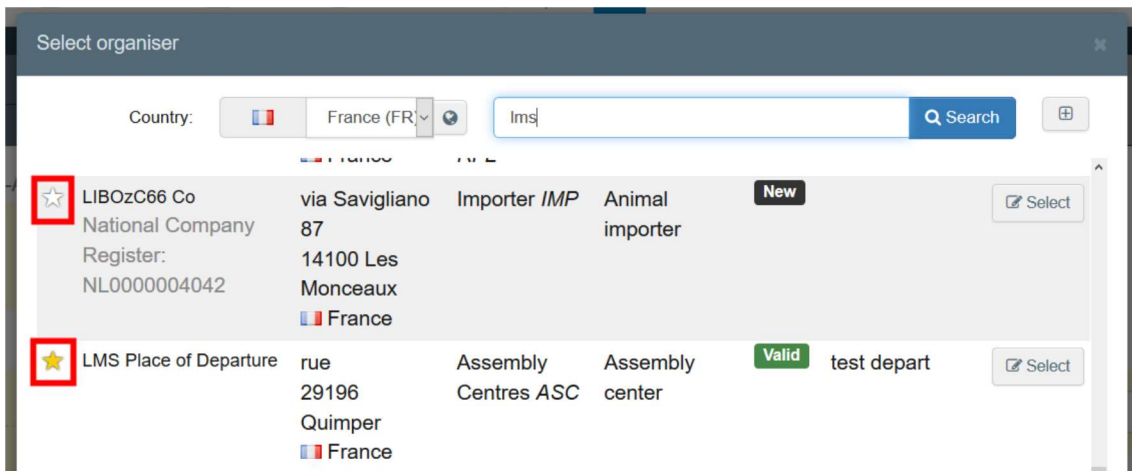 Select organiser
Country: France (FR) lms Search
LIBOzC66 Co via Savigliano Importer IMP Animal New Select
National Company 87 importer
Register: 14100 Les
NL0000004042 Monceaux
France
LMS Place of Departure rue Assembly Assembly Valid test depart Select
29196 Centres ASC center
Quimper
France